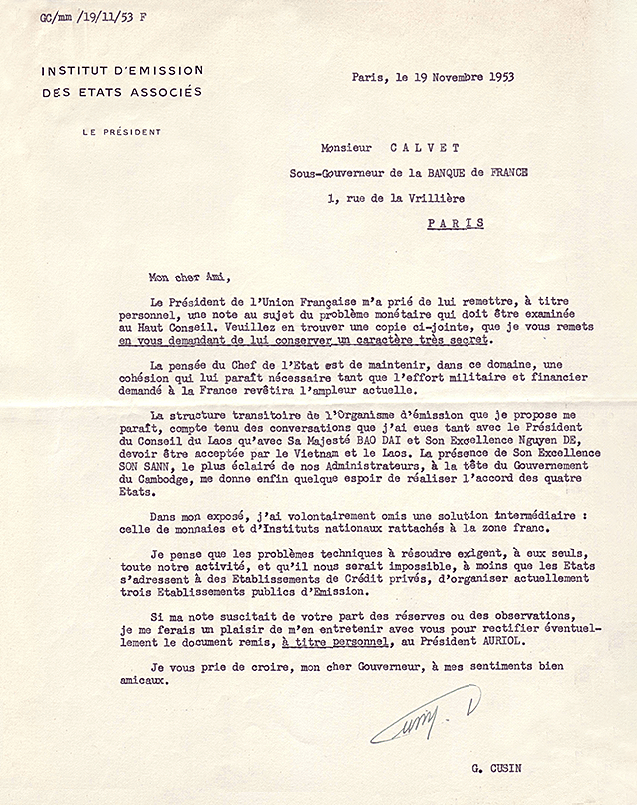 GC/mm /19/11/53 F
INSTITUT D'EMISSION
DES ETATS ASSOCIÉS
LE PRÉSIDENT
Paris, le 19 Novembre 1953
Monsieur C A L V E T
Sous-Gouverneur de la BANQUE de FRANCE
1, rue de la Vrillière
P A R I S
Mon cher Ami,
Le Président de l'Union Française m'a prié de lui remettre, à titre
personnel, une note au sujet du problème monétaire qui doit être examinée
au Haut Conseil. Veuillez en trouver une copie ci-jointe, que je vous remets
en vous demandant de lui conserver un caractère très secret.
La pensée du Chef de l'Etat est de maintenir, dans ce domaine, une
cohésion qui lui paraît nécessaire tant que l'effort militaire et financier
demandé à la France revêtira l'ampleur actuelle.
La structure transitoire de l'Organisme d'émission que je propose me
paraît, compte tenu des conversations que j'ai eues tant avec le Président
du Conseil du Laos qu'avec Sa Majesté BAO DAI et Son Excellence Nguyen DE,
devoir être acceptée par le Vietnam et le Laos. La présence de Son Excellence
SON SANN, le plus éclairé de nos Administrateurs, à la tête du Gouvernement
du Cambodge, me donne enfin quelque espoir de réaliser l'accord des quatre
Etats.
Dans mon exposé, j'ai volontairement omis une solution intermédiaire :
celle de monnaies et d'Instituts nationaux rattachés à la zone franc.
Je pense que les problèmes techniques à résoudre exigent, à eux seuls,
toute notre activité, et qu'il nous serait impossible, à moins que les Etats
s'adressent à des Etablissements de Crédit privés, d'organiser actuellement
trois Etablissements publics d'Emission.
Si ma note suscitait de votre part des réserves ou des observations,
je me ferais un plaisir de m'en entretenir avec vous pour rectifier éventuel-
lement le document remis, à titre personnel, au Président AURIOL.
Je vous prie de croire, mon cher Gouverneur, à mes sentiments bien
amicaux.
G. CUSIN